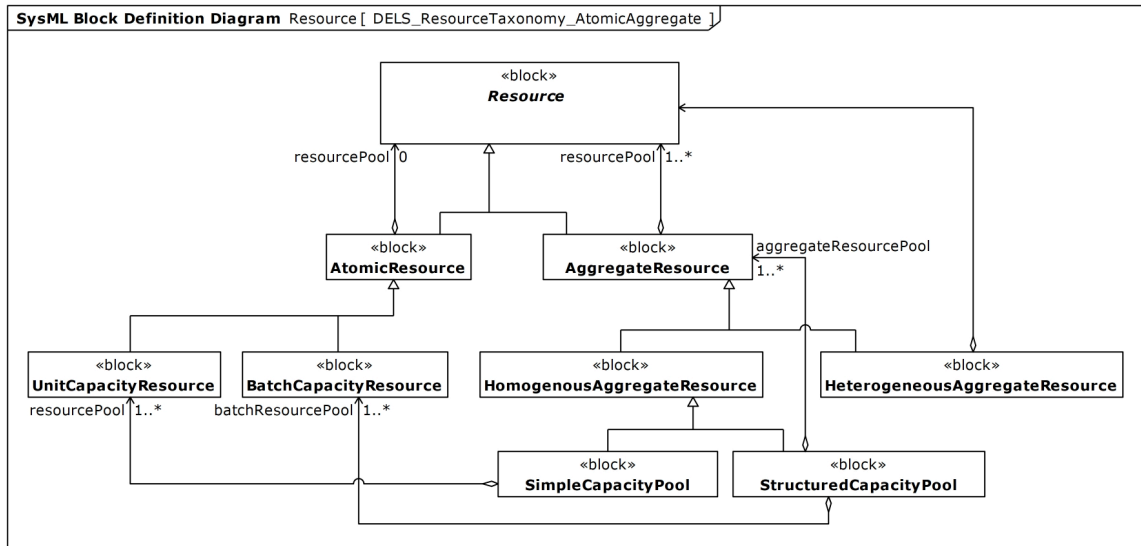 SysML Block Definition Diagram Resource [ DELS_ResourceTaxonomy_AtomicAggregate ]
«block»
Resource
resourcePool 0
resourcePool 1..*
«block»
AtomicResource
«block»
AggregateResource
aggregateResourcePool
1..*
«block»
UnitCapacityResource
«block»
BatchCapacityResource
«block»
HomogenousAggregateResource
«block»
HeterogeneousAggregateResource
resourcePool 1..*
batchResourcePool 1..*
«block»
SimpleCapacityPool
«block»
StructuredCapacityPool